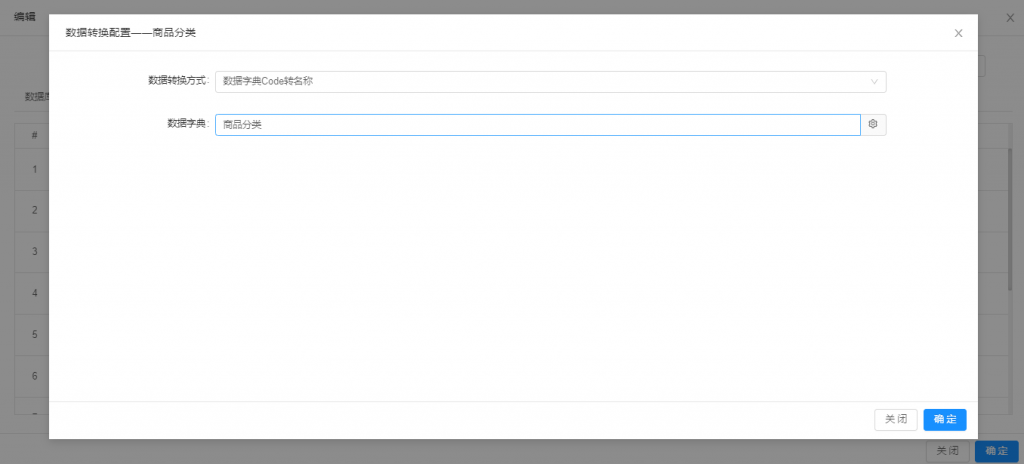 编辑
数据转换配置——商品分类
数据转换方式:
数据字典Code转名称
数据字典:
商品分类
数据
#
1
2
3
4
5
6
关闭
确定
关闭
确定